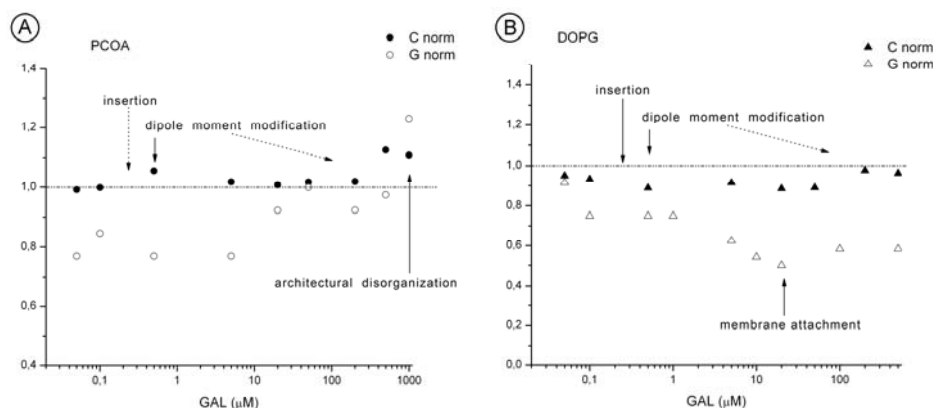 A
PCOA
C norm
G norm
insertion
dipole moment modification
architectural disorganization
1,4
1,2
1,0
0,8
0,6
0,4
0,1
1
10
100
1000
GAL (μM)
B
DOPG
C norm
G norm
insertion
dipole moment modification
membrane attachment
1,4
1,2
1,0
0,8
0,6
0,4
0,2
0,0
0,1
1
10
100
GAL (μM)